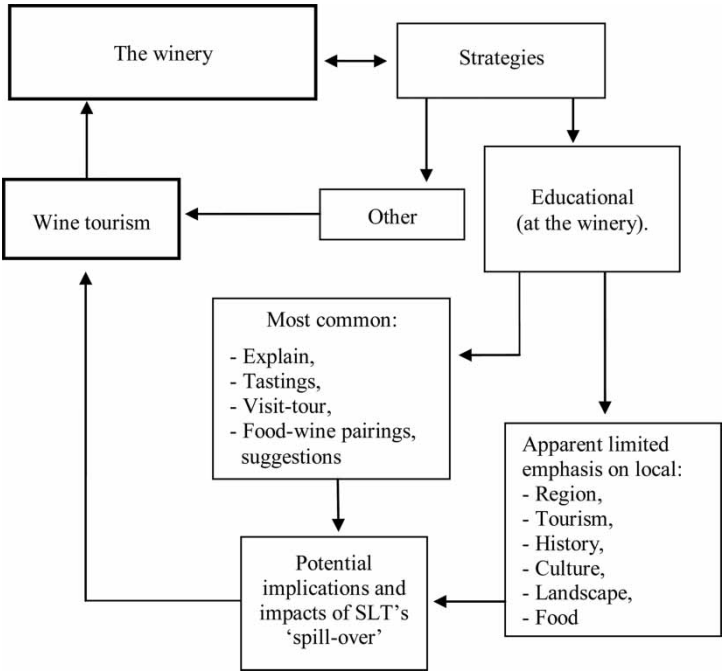 The winery
Strategies
Wine tourism
Other
Educational
(at the winery).
Most common:
- Explain,
- Tastings,
- Visit-tour,
- Food-wine pairings,
suggestions
Apparent limited
emphasis on local:
- Region,
- Tourism,
- History,
- Culture,
- Landscape,
- Food
Potential
implications and
impacts of SLT’s
‘spill-over’